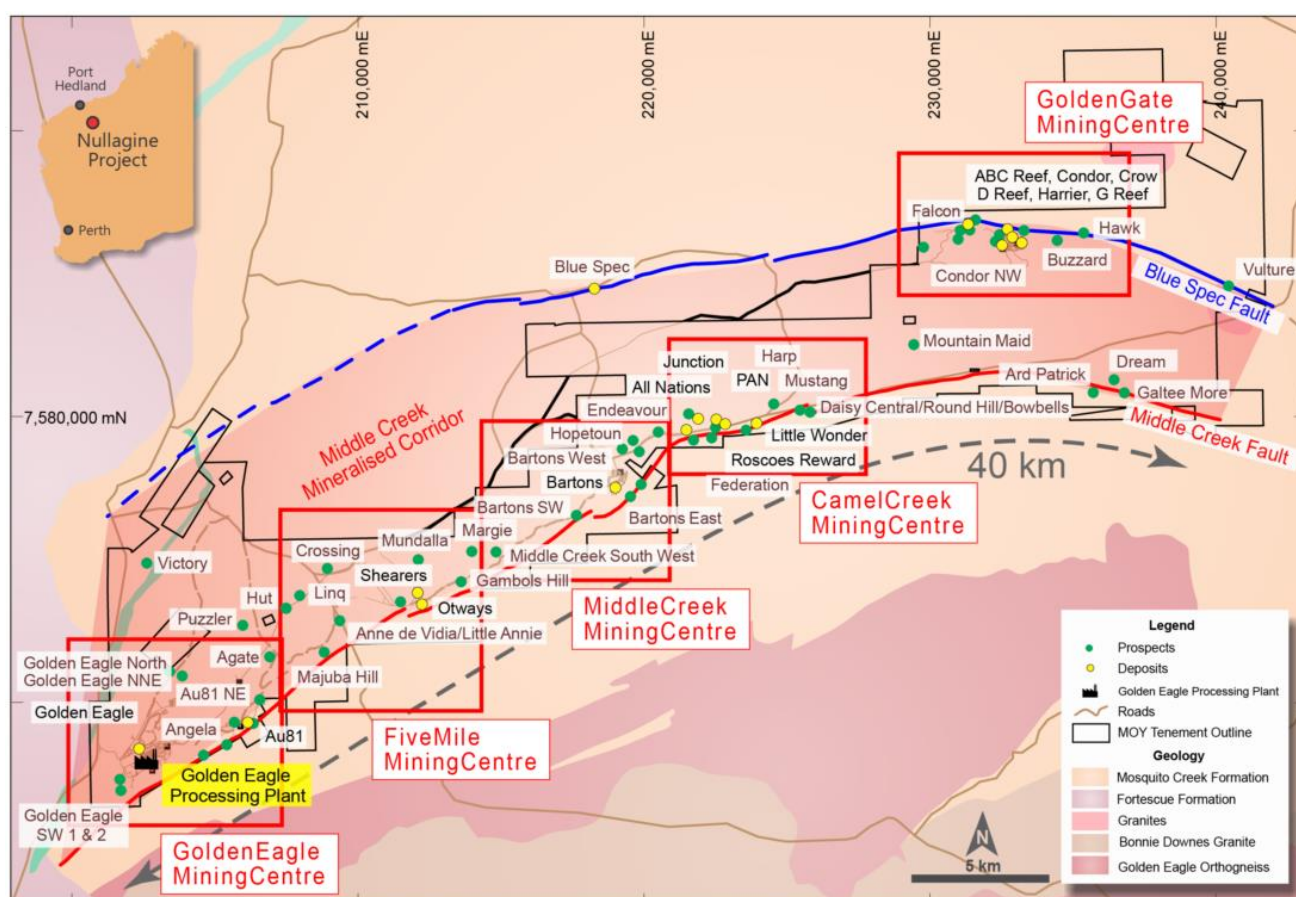 210,000 mE
220,000 mE
230,000 mE
240,000 mE
7,580,000 mN
Port
Hedland
Nullagine
Project
Perth
GoldenGate
MiningCentre
ABC Reef, Condor, Crow
D Reef, Harrier, G Reef
Falcon
Hawk
Buzzard
Condor NW
Vulture
Blue Spec Fault
Blue Spec
Mountain Maid
Ard Patrick
Dream
Galtee More
Middle Creek Fault
Junction
Harp
All Nations
PAN
Mustang
Endeavour
Daisy Central/Round Hill/Bowbells
Little Wonder
Roscoes Reward
Federation
CamelCreek
MiningCentre
40 km
Middle Creek
Mineralised Corridor
Hopetoun
Bartons West
Bartons
Bartons SW
Bartons East
Margie
Middle Creek South West
Gambols Hill
MiddleCreek
MiningCentre
Mundalla
Crossing
Shearers
Linq
Otways
Anne de Vidia/Little Annie
Majuba Hill
FiveMile
MiningCentre
Victory
Hut
Puzzler
Agate
Golden Eagle North
Golden Eagle NNE
Au81 NE
Golden Eagle
Angela
Au81
Golden Eagle
Processing Plant
Golden Eagle
SW 1 & 2
GoldenEagle
MiningCentre
N
5 km
Legend
Prospects
Deposits
Golden Eagle Processing Plant
Roads
MOY Tenement Outline
Geology
Mosquito Creek Formation
Fortescue Formation
Granites
Bonnie Downes Granite
Golden Eagle Orthogneiss